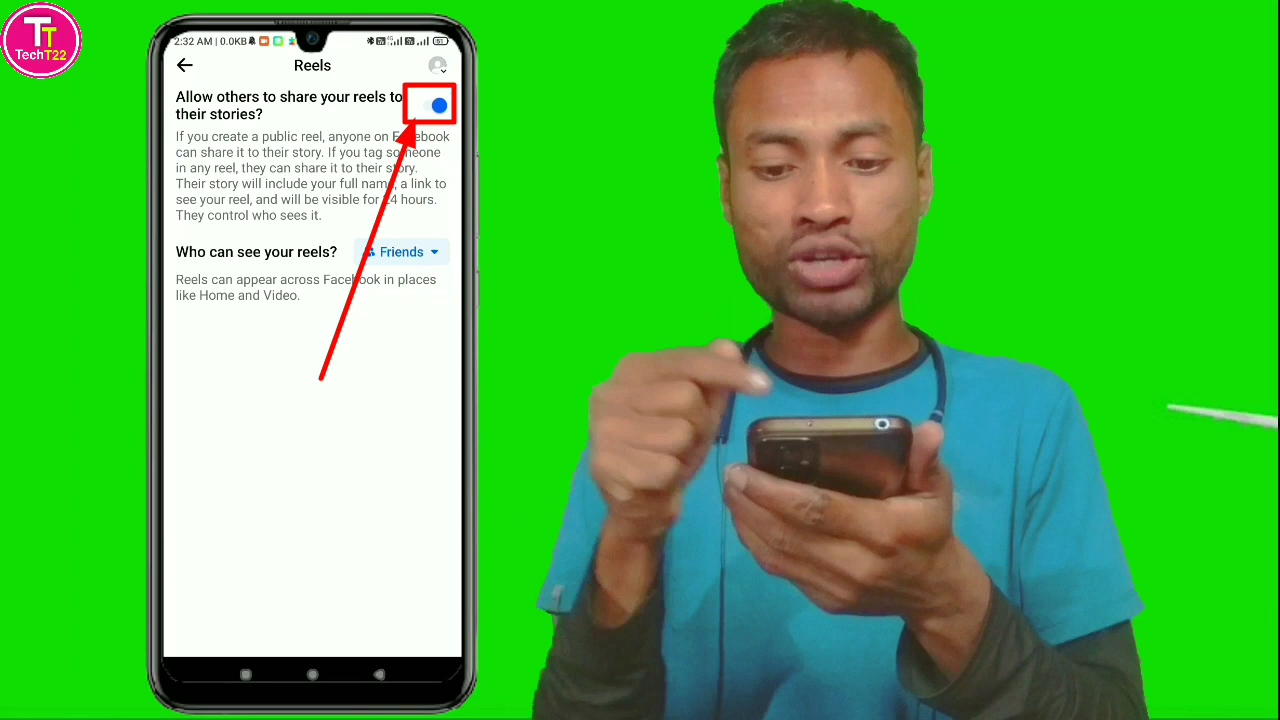 TT
TechT22
2:32 AM | 0.0KB
4G
51
Reels
Allow others to share your reels to
their stories?
If you create a public reel, anyone on Facebook
can share it to their story. If you tag someone
in any reel, they can share it to their story.
Their story will include your full name, a link to
see your reel, and will be visible for 24 hours.
They control who sees it.
Who can see your reels? Friends
Reels can appear across Facebook in places
like Home and Video.